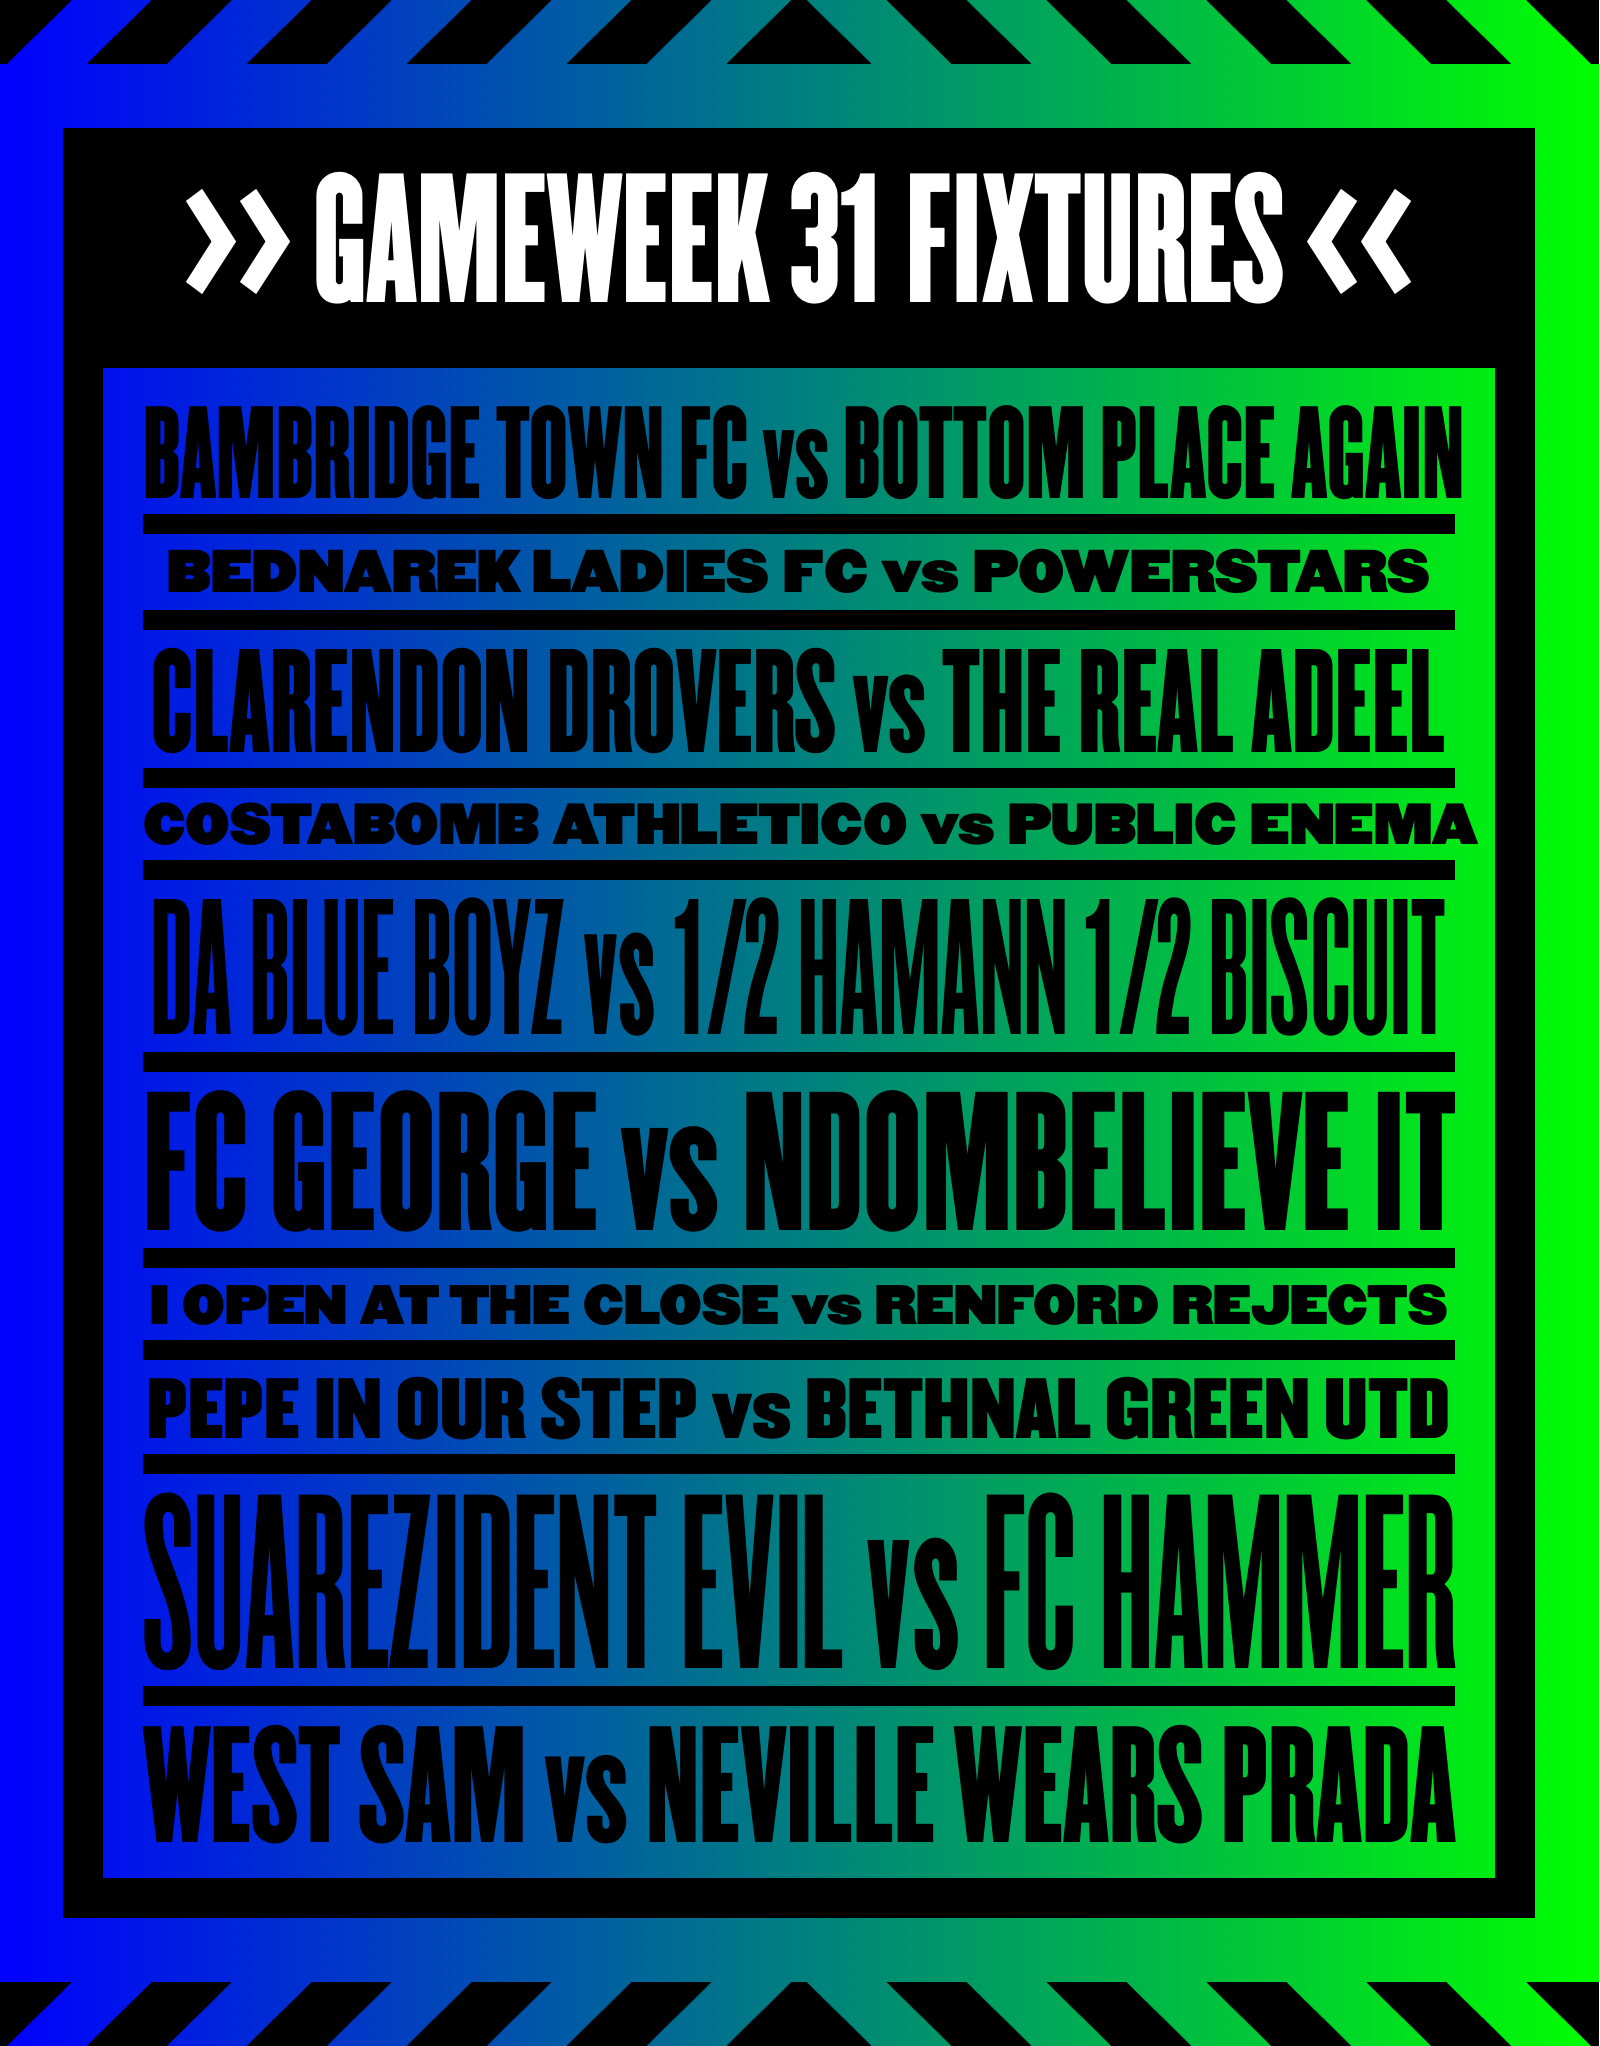 >> GAMEWEEK 31 FIXTURES <<
BAMBRIDGE TOWN FC vs BOTTOM PLACE AGAIN
BEDNAREK LADIES FC vs POWERSTARS
CLARENDON DROVERS vs THE REAL ADEEL
COSTABOMB ATHLETICO vs PUBLIC ENEMA
DA BLUE BOYZ vs 1/2 HAMANN 1/2 BISCUIT
FC GEORGE vs NDOMBELIEVE IT
I OPEN AT THE CLOSE vs RENFORD REJECTS
PEPE IN OUR STEP vs BETHNAL GREEN UTD
SUAREZIDENT EVIL vs FC HAMMER
WEST SAM vs NEVILLE WEARS PRADA